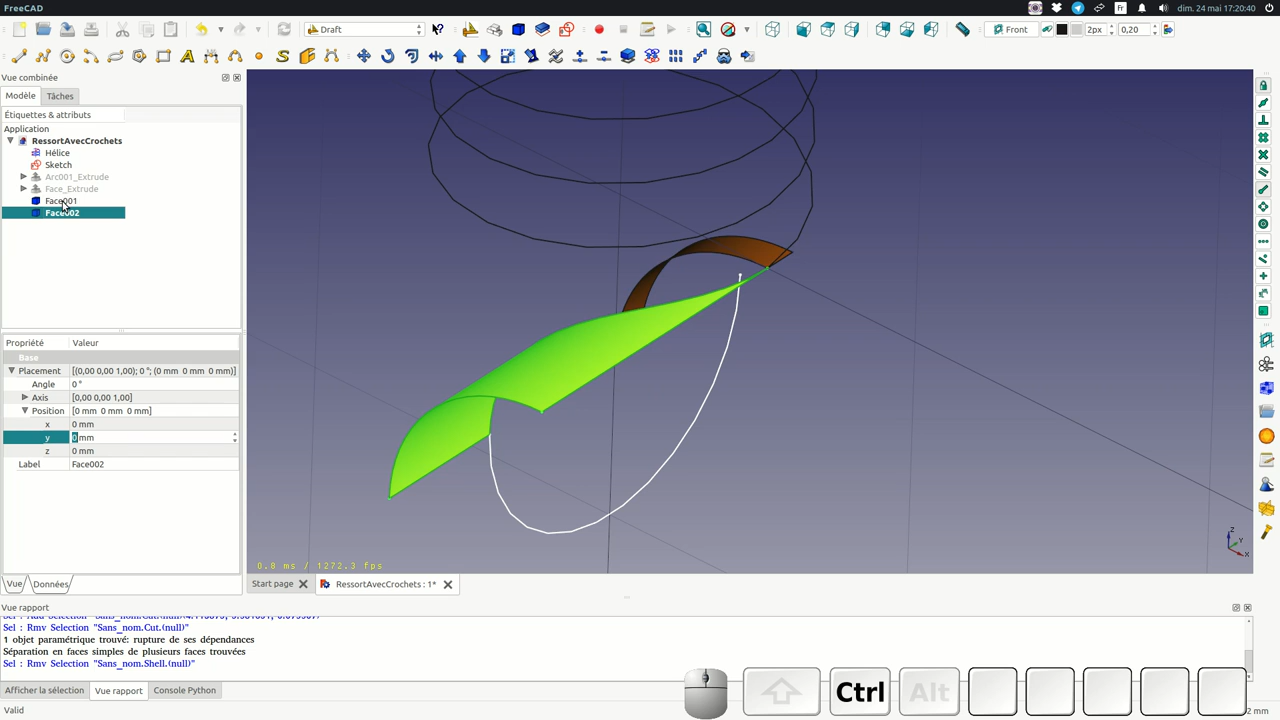 FreeCAD
Fr
dim. 24 mai 17:20:40
Draft
Front
2px
0,20
Vue combinée
Modèle
Tâches
Étiquettes & attributs
Application
RessortAvecCrochets
Hélice
Sketch
Arc001_Extrude
Face_Extrude
Face001
Face002
Propriété
Valeur
Base
Placement
[(0,00 0,00 1,00); 0 °; (0 mm 0 mm 0 mm)]
Angle
0 °
Axis
[0,00 0,00 1,00]
Position
[0 mm 0 mm 0 mm]
x
0 mm
y
0 mm
z
0 mm
Label
Face002
Vue
Données
0.8 ms / 1272.3 fps
z
y
x
Start page
RessortAvecCrochets : 1*
Vue rapport
Sel : Rmv Selection "Sans_nom.Cut.(null)"
1 objet paramétrique trouvé: rupture de ses dépendances
Séparation en faces simples de plusieurs faces trouvées
Sel : Rmv Selection "Sans_nom.Shell.(null)"
Afficher la sélection
Vue rapport
Console Python
Valid
2 mm
Ctrl
Alt